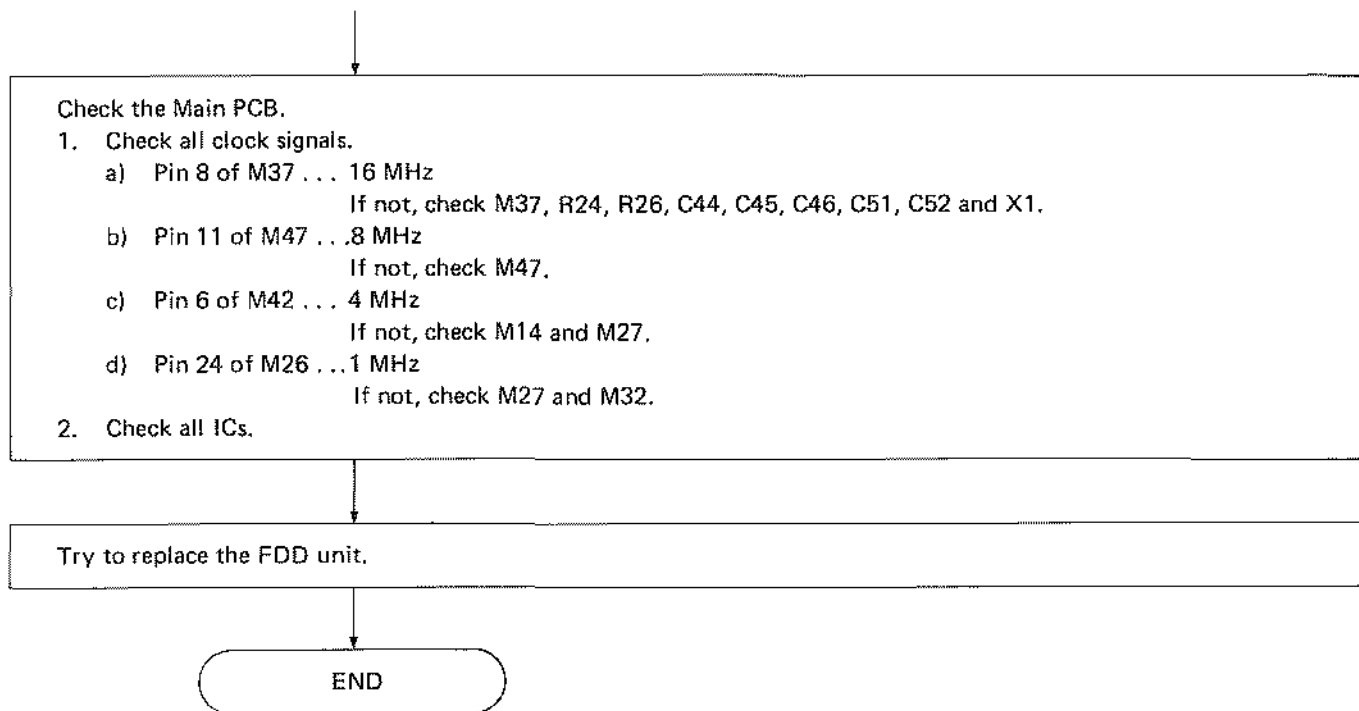 Check the Main PCB.
1. Check all clock signals.
a) Pin 8 of M37 . . . 16 MHz
If not, check M37, R24, R26, C44, C45, C46, C51, C52 and X1.
b) Pin 11 of M47 . . .8 MHz
If not, check M47.
c) Pin 6 of M42 . . . 4 MHz
If not, check M14 and M27.
d) Pin 24 of M26 . . .1 MHz
If not, check M27 and M32.
2. Check all ICs.
Try to replace the FDD unit.
END